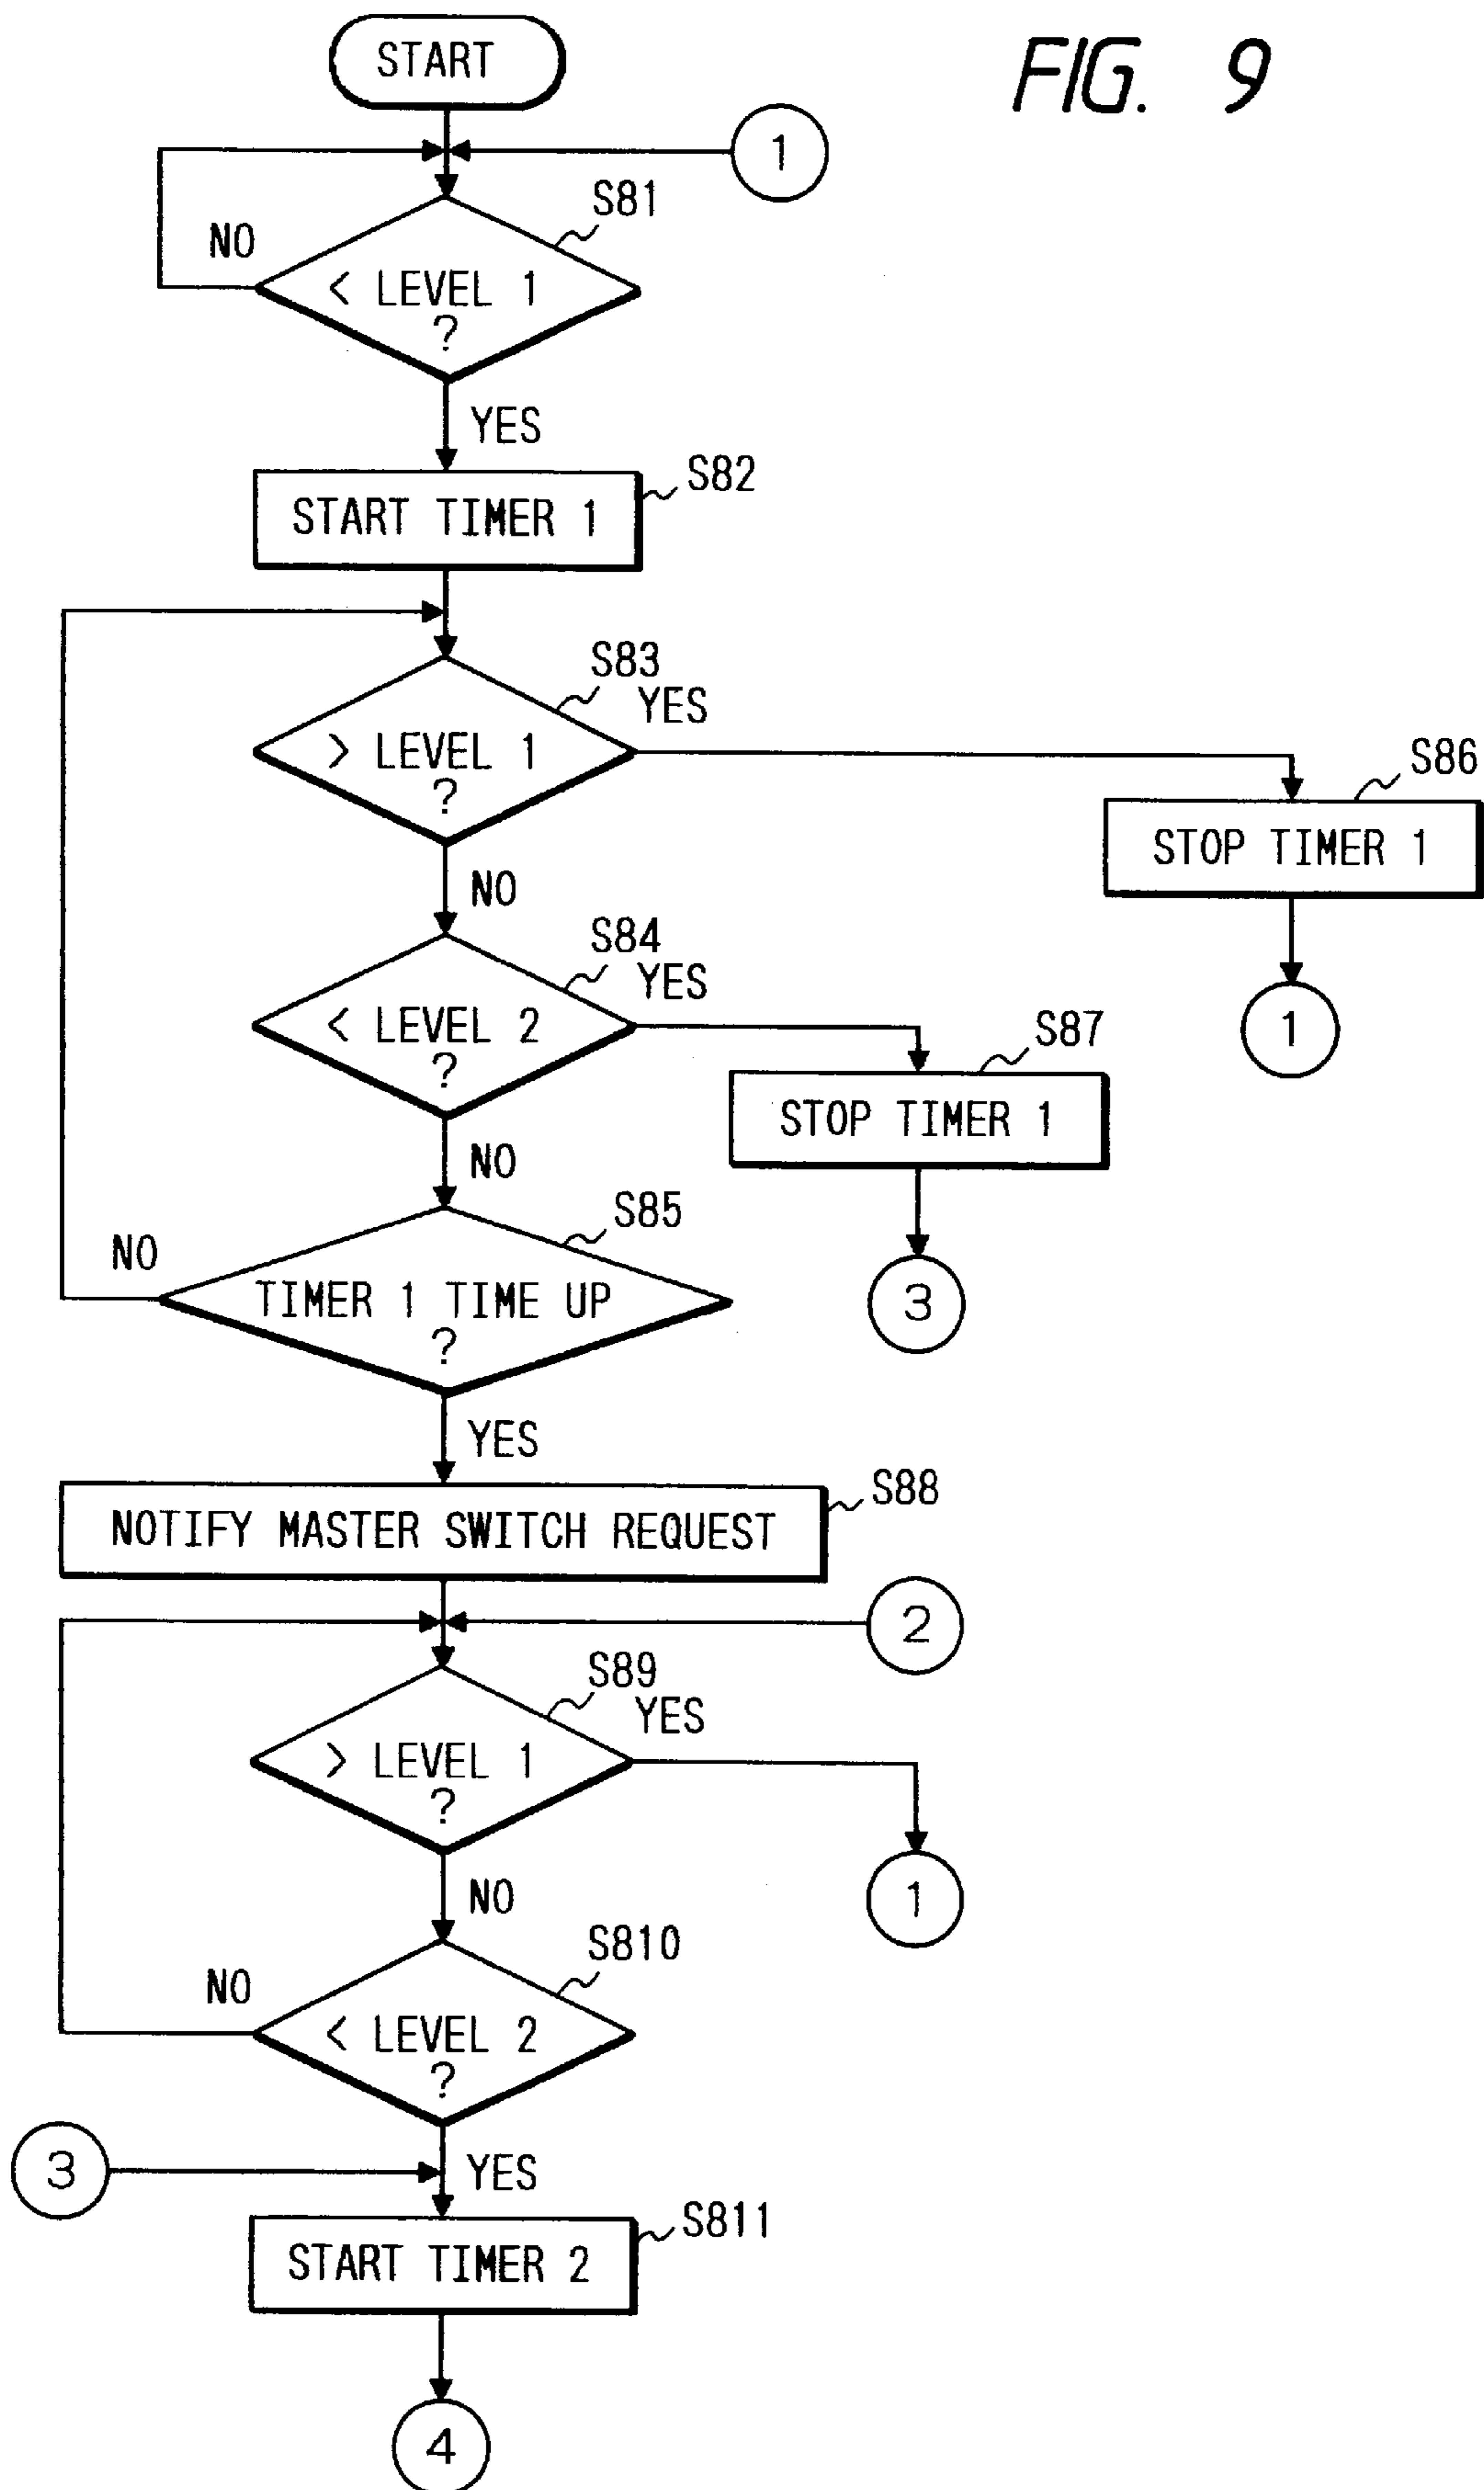 FIG. 9
START
1
S81
NO
< LEVEL 1
?
YES
S82
START TIMER 1
S83
YES
> LEVEL 1
?
S86
STOP TIMER 1
NO
1
S84
YES
< LEVEL 2
?
S87
STOP TIMER 1
NO
3
S85
NO
TIMER 1 TIME UP
?
YES
S88
NOTIFY MASTER SWITCH REQUEST
2
S89
YES
> LEVEL 1
?
NO
1
S810
NO
< LEVEL 2
?
3
YES
S811
START TIMER 2
4